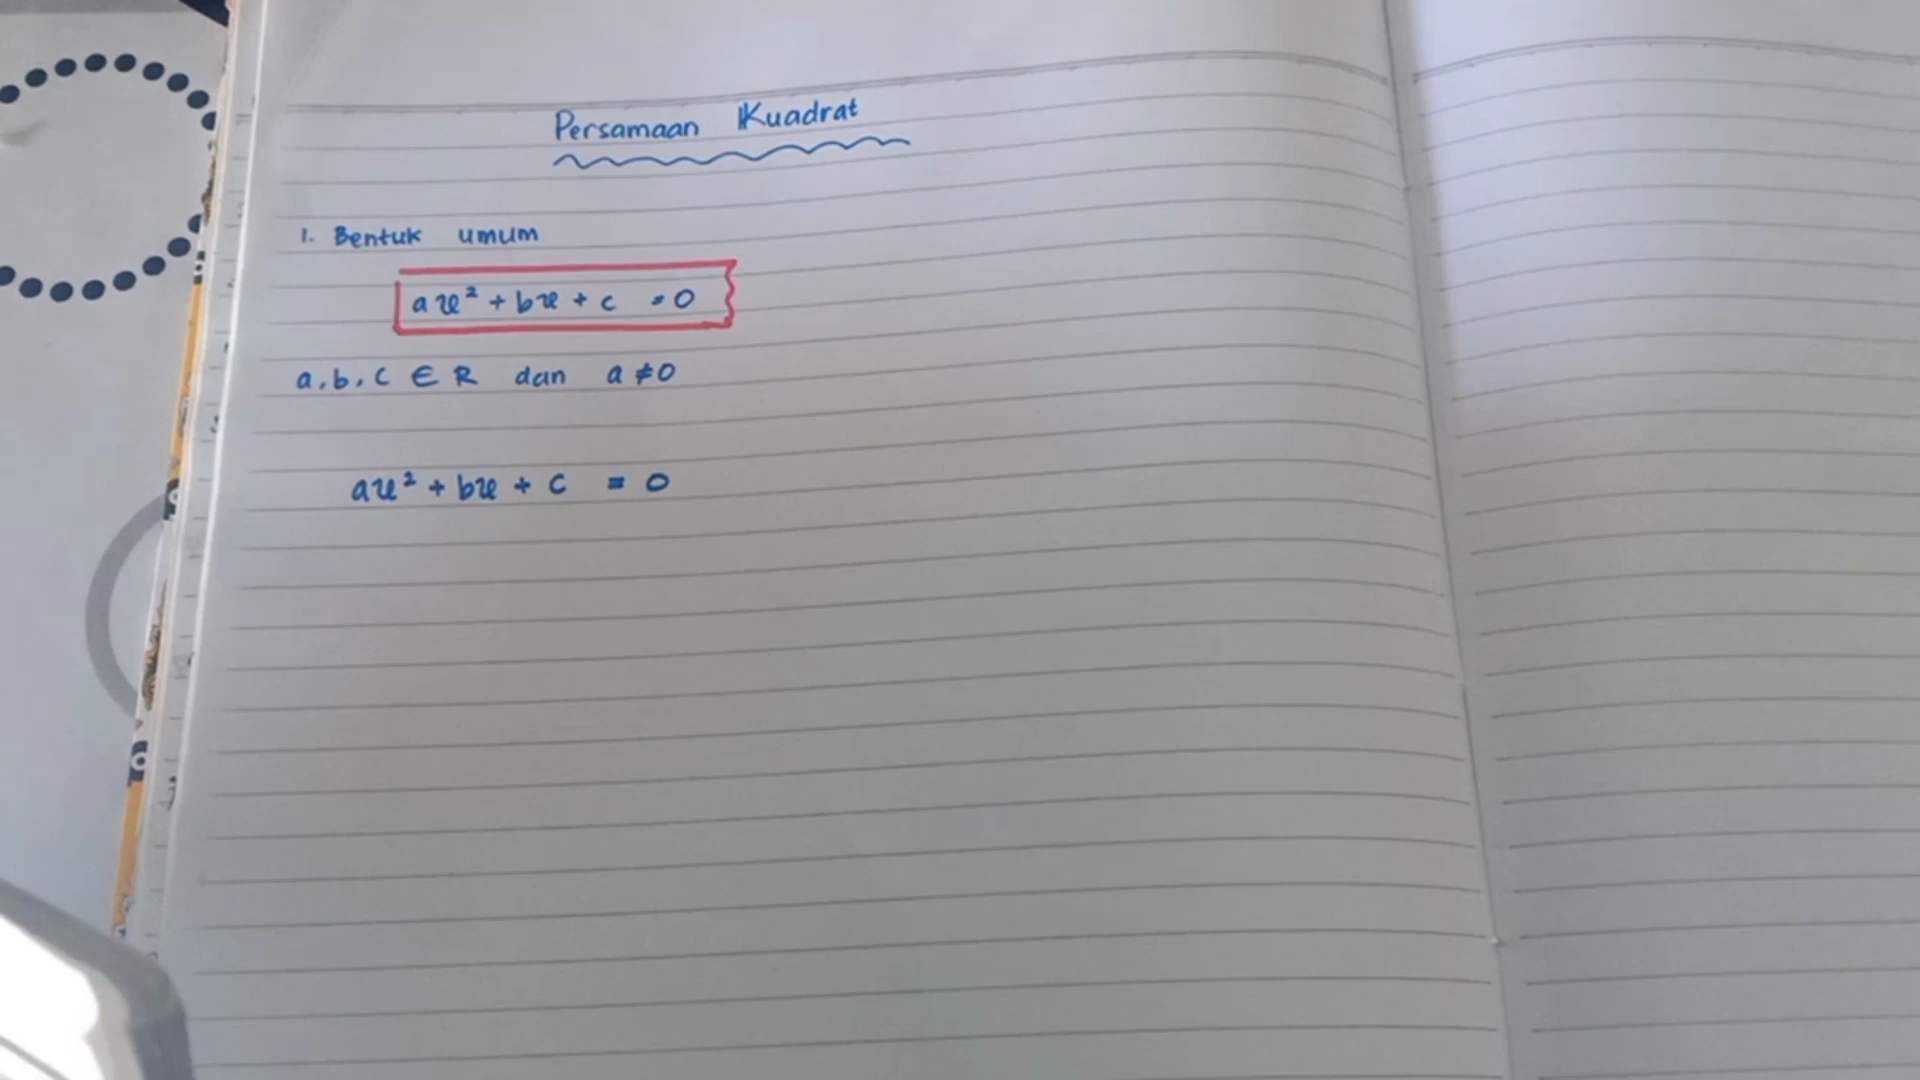 Persamaan Kuadrat
1. Bentuk umum
ax² + bx + c = 0
a, b, c ∈ R dan a ≠ 0
ax² + bx + c = 0